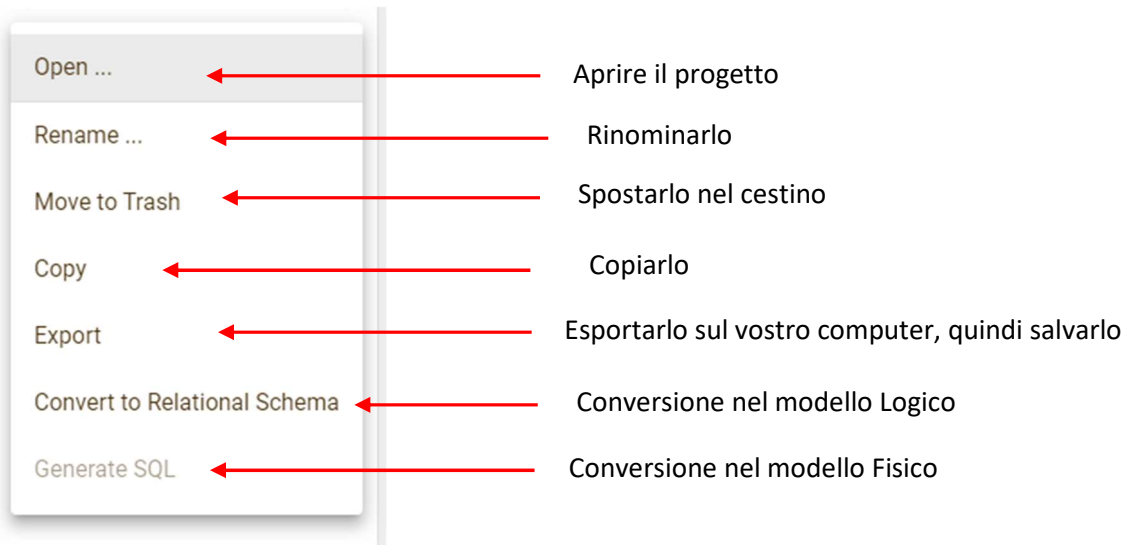 Open ...
Aprire il progetto
Rename ...
Rinominarlo
Move to Trash
Spostarlo nel cestino
Copy
Copiarlo
Export
Esportarlo sul vostro computer, quindi salvarlo
Convert to Relational Schema
Conversione nel modello Logico
Generate SQL
Conversione nel modello Fisico